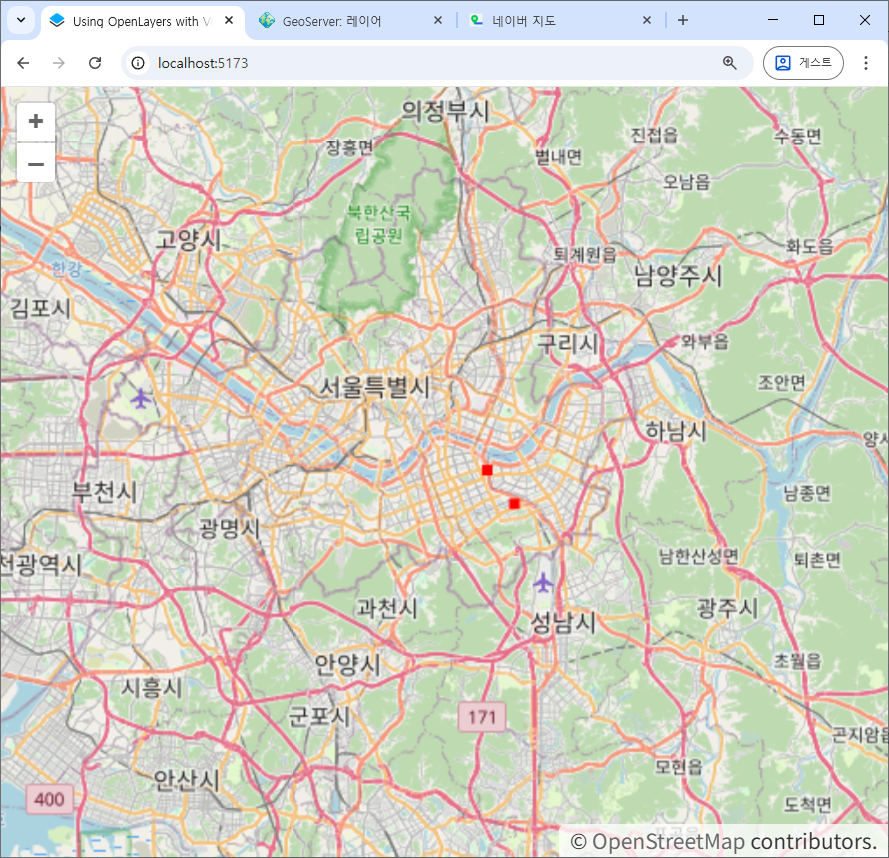 Using OpenLayers with V
GeoServer: 레이어
네이버 지도
localhost:5173
게스트
+
−
의정부시
장흥면
별내면
진접읍
수동면
오남읍
북한산국
립공원
고양시
퇴계원읍
화도읍
한강
남양주시
김포시
구리시
와부읍
서울특별시
조안면
하남시
양서
부천시
남종면
광명시
천광역시
남한산성면
퇴촌면
과천시
광주시
성남시
안양시
초월읍
시흥시
군포시
171
곤지암읍
모현읍
안산시
400
도척면
© OpenStreetMap contributors.